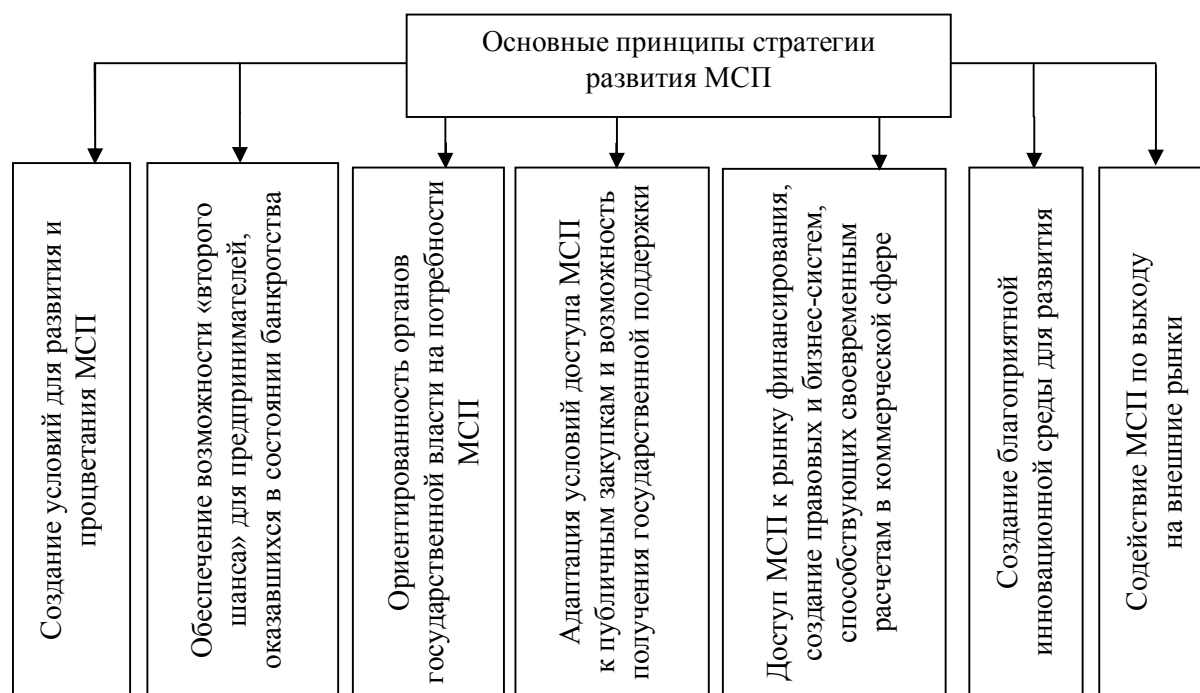 Основные принципы стратегии
развития МСП
Создание условий для развития и
процветания МСП
Обеспечение возможности «второго
шанса» для предпринимателей,
оказавшихся в состоянии банкротства
Ориентированность органов
государственной власти на потребности
МСП
Адаптация условий доступа МСП
к публичным закупкам и возможность
получения государственной поддержки
Доступ МСП к рынку финансирования,
создание правовых и бизнес-систем,
способствующих своевременным
расчетам в коммерческой сфере
Создание благоприятной
инновационной среды для развития
Содействие МСП по выходу
на внешние рынки